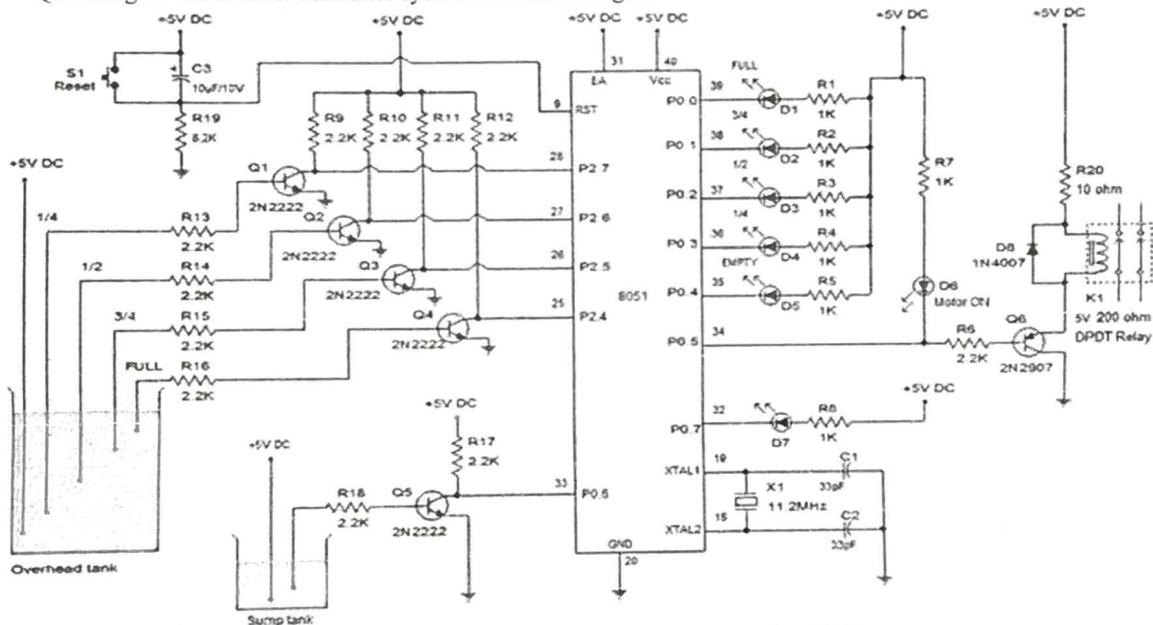 +5V DC
+5V DC
+5V DC
+5V DC
+5V DC
+5V DC
S1
Reset
C3
10uF/10V
R19
8.2K
31
40
EA
Vcc
9
RST
R9
2.2K
R10
2.2K
R11
2.2K
R12
2.2K
+5V DC
Q1
2N2222
28
P2.7
Q2
2N2222
27
P2.6
Q3
2N2222
26
P2.5
Q4
2N2222
25
P2.4
8051
1/4
R13
2.2K
1/2
R14
2.2K
3/4
R15
2.2K
FULL
R16
2.2K
Overhead tank
+5V DC
+5V DC
R17
2.2K
R18
2.2K
Q5
2N2222
33
P0.6
Sump tank
GND
20
FULL
39
P0.0
D1
R1
1K
3/4
38
P0.1
D2
R2
1K
1/2
37
P0.2
D3
R3
1K
1/4
36
P0.3
D4
R4
1K
EMPTY
35
P0.4
D5
R5
1K
34
P0.5
R7
1K
D6
Motor ON
R6
2.2K
Q6
2N2907
R20
10 ohm
D8
1N4007
K1
5V 200 ohm
DPDT Relay
32
P0.7
D7
R8
1K
+5V DC
19
XTAL1
C1
33pF
X1
11.2MHz
XTAL2
C2
33pF